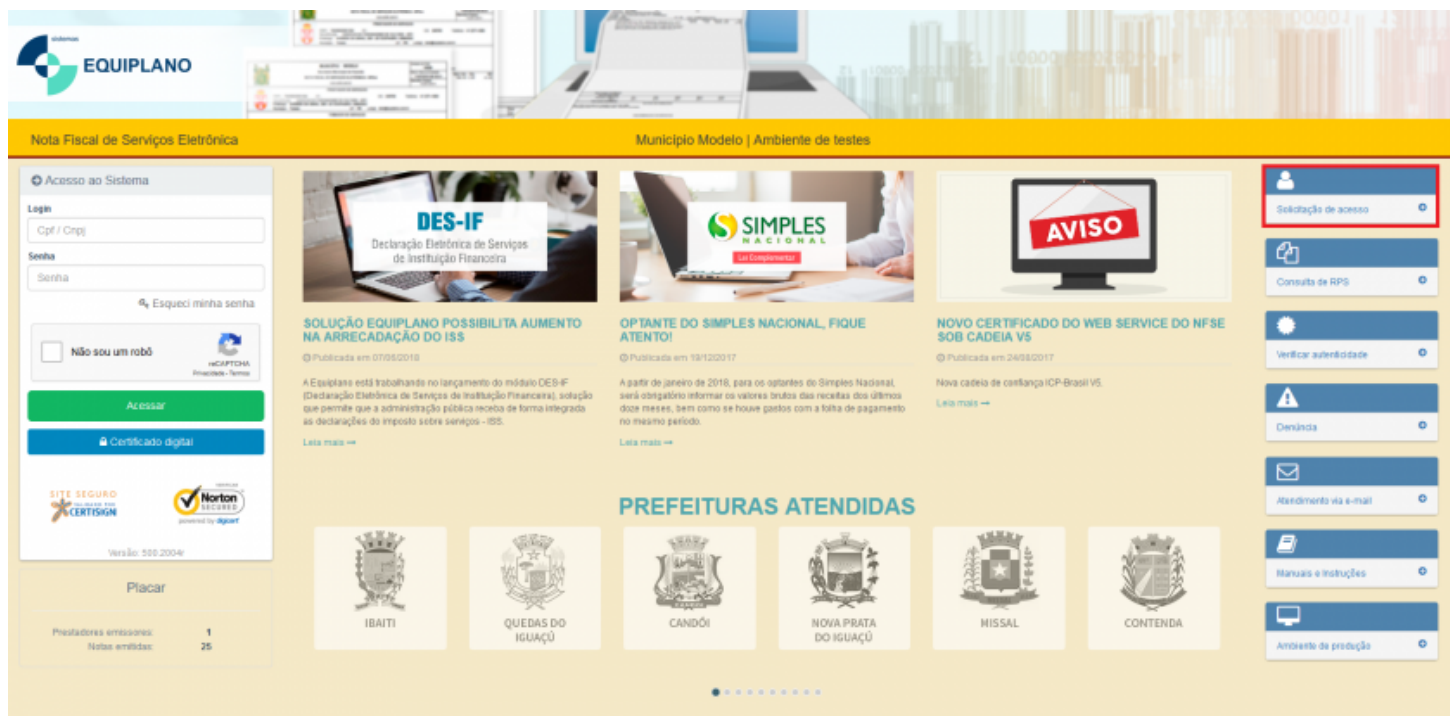 sistemas
EQUIPLANO
Nota Fiscal de Serviços Eletrônica
Município Modelo | Ambiente de testes
Acesso ao Sistema
Login
Cpf / Cnpj
Senha
Senha
Esqueci minha senha
Não sou um robô
reCAPTCHA
Privacidade - Termos
Acessar
Certificado digital
SITE SEGURO
CERTISIGN
Norton
SECURED
powered by digicert
Versão: 500.2004r
Placar
Prestadores emissores: 1
Notas emitidas: 25
DES-IF
Declaração Eletrônica de Serviços
de Instituição Financeira
SOLUÇÃO EQUIPLANO POSSIBILITA AUMENTO
NA ARRECADAÇÃO DO ISS
Publicada em 07/06/2018
A Equiplano está trabalhando no lançamento do módulo DES-IF
(Declaração Eletrônica de Serviços de Instituição Financeira), solução
que permite que a administração pública receba de forma integrada
as declarações do imposto sobre serviços - ISS.
Leia mais
SIMPLES
NACIONAL
Lei Complementar
OPTANTE DO SIMPLES NACIONAL, FIQUE
ATENTO!
Publicada em 19/12/2017
A partir de janeiro de 2018, para os optantes do Simples Nacional,
será obrigatório informar os valores brutos das receitas dos últimos
doze meses, bem como se houve gastos com a folha de pagamento
no mesmo período.
Leia mais
AVISO
NOVO CERTIFICADO DO WEB SERVICE DO NFSE
SOB CADEIA V5
Publicada em 24/08/2017
Nova cadeia de confiança ICP-Brasil V5.
Leia mais
PREFEITURAS ATENDIDAS
IBAITI
QUEDAS DO
IGUAÇÚ
CANDÓI
NOVA PRATA
DO IGUAÇÚ
MISSAL
CONTENDA
Solicitação de acesso
Consulta de RPS
Verificar autenticidade
Denúncia
Atendimento via e-mail
Manuais e Instruções
Ambiente de produção